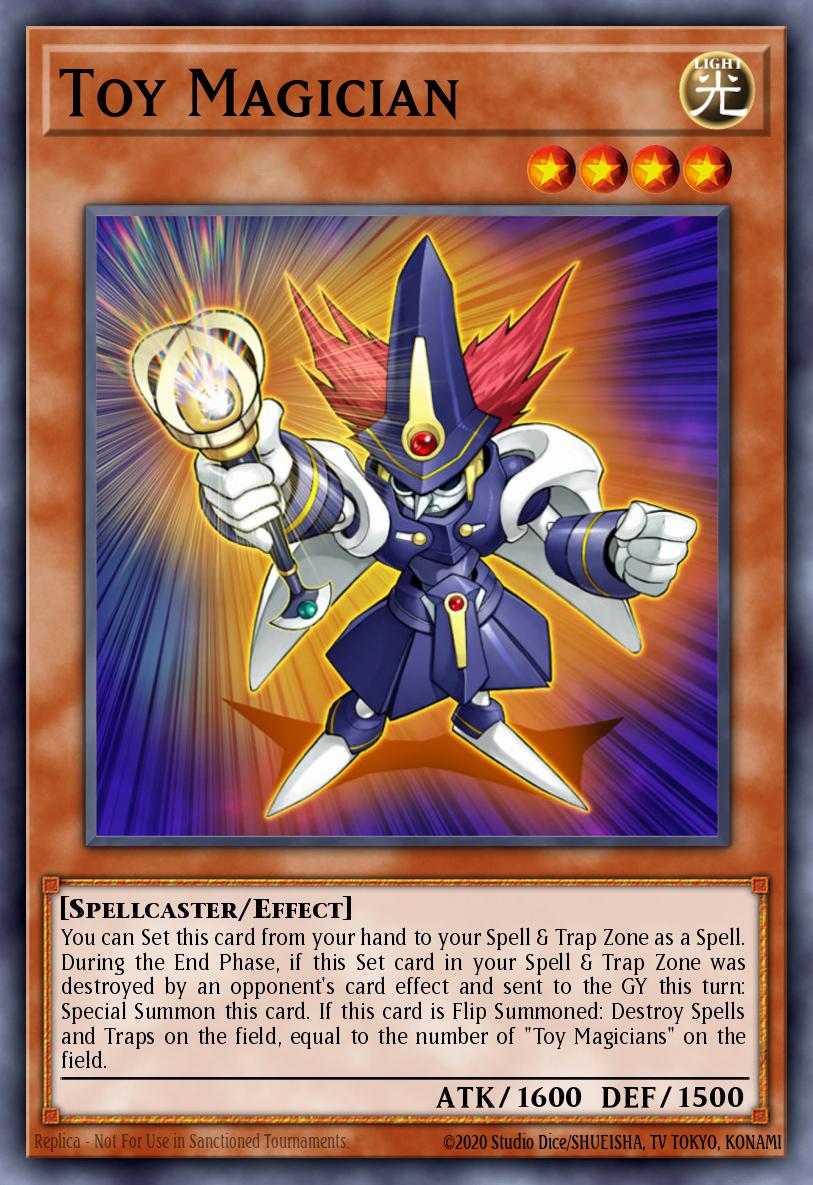 Toy Magician
LIGHT
光
[Spellcaster/Effect]
You can Set this card from your hand to your Spell & Trap Zone as a Spell.
During the End Phase, if this Set card in your Spell & Trap Zone was
destroyed by an opponent's card effect and sent to the GY this turn:
Special Summon this card. If this card is Flip Summoned: Destroy Spells
and Traps on the field, equal to the number of "Toy Magicians" on the
field.
ATK/1600 DEF/1500
Replica - Not For Use in Sanctioned Tournaments.
©2020 Studio Dice/SHUEISHA, TV TOKYO, KONAMI